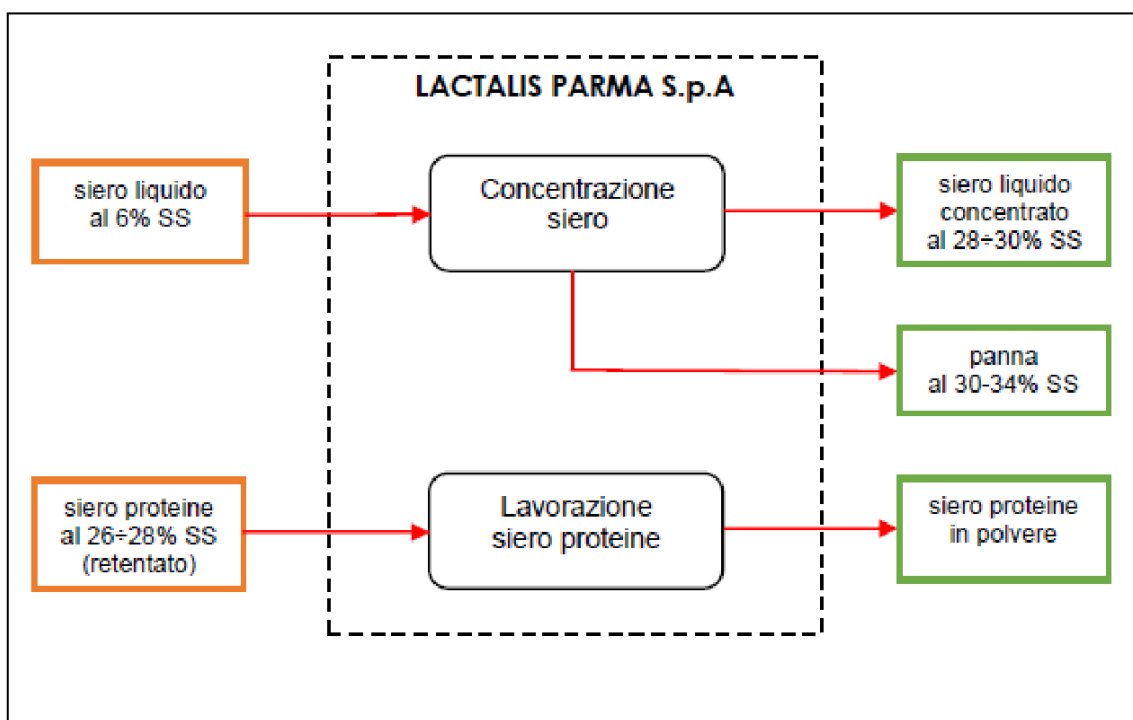 LACTALIS PARMA S.p.A
siero liquido
al 6% SS
Concentrazione
siero
siero liquido
concentrato
al 28÷30% SS
panna
al 30-34% SS
siero proteine
al 26÷28% SS
(retentato)
Lavorazione
siero proteine
siero proteine
in polvere